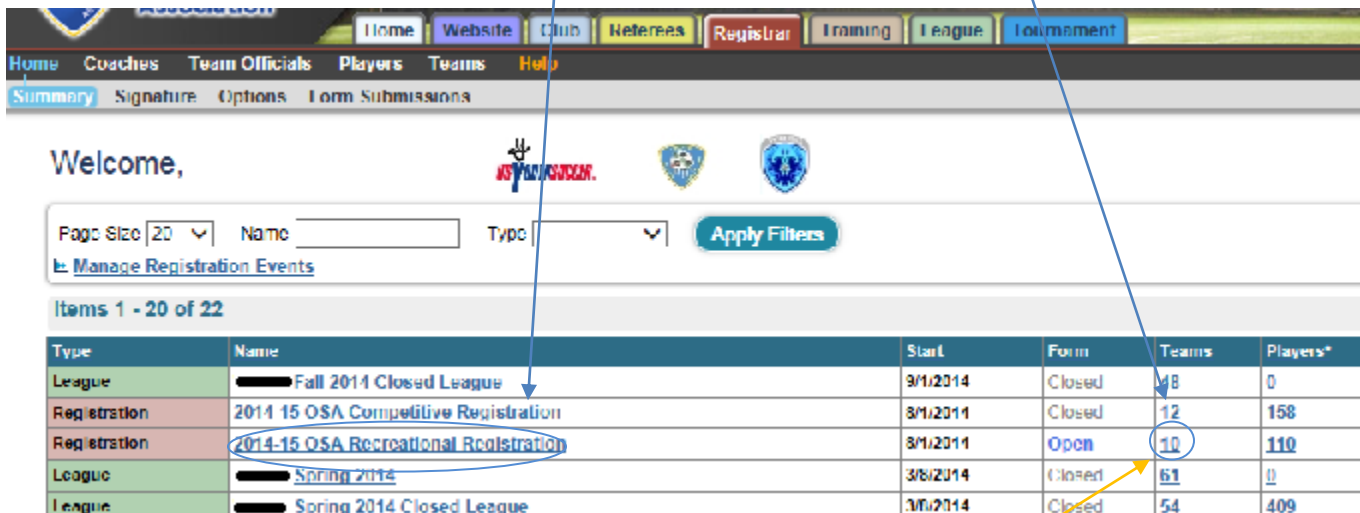 Association
Home Website Club Referees Registrar Training League Tournament
Home Coaches Team Officials Players Teams Help
Summary Signature Options Form Submissions
Welcome,
Page Size 20 Name Type Apply Filters
Manage Registration Events
Items 1 - 20 of 22
Type Name Start Form Teams Players*
League Fall 2014 Closed League 9/1/2014 Closed 48 0
Registration 2014-15 OSA Competitive Registration 8/1/2014 Closed 12 158
Registration 2014-15 OSA Recreational Registration 8/1/2014 Open 10 110
League Spring 2014 3/8/2014 Closed 61 0
League Spring 2014 Closed League 3/8/2014 Closed 54 409